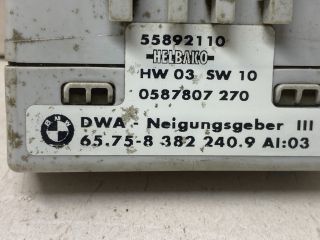 55892110
HELBAKO
HW 03 SW 10
0587807 270
BMW
DWA - Neigungsgeber III
65.75-8 382 240.9 AI:03